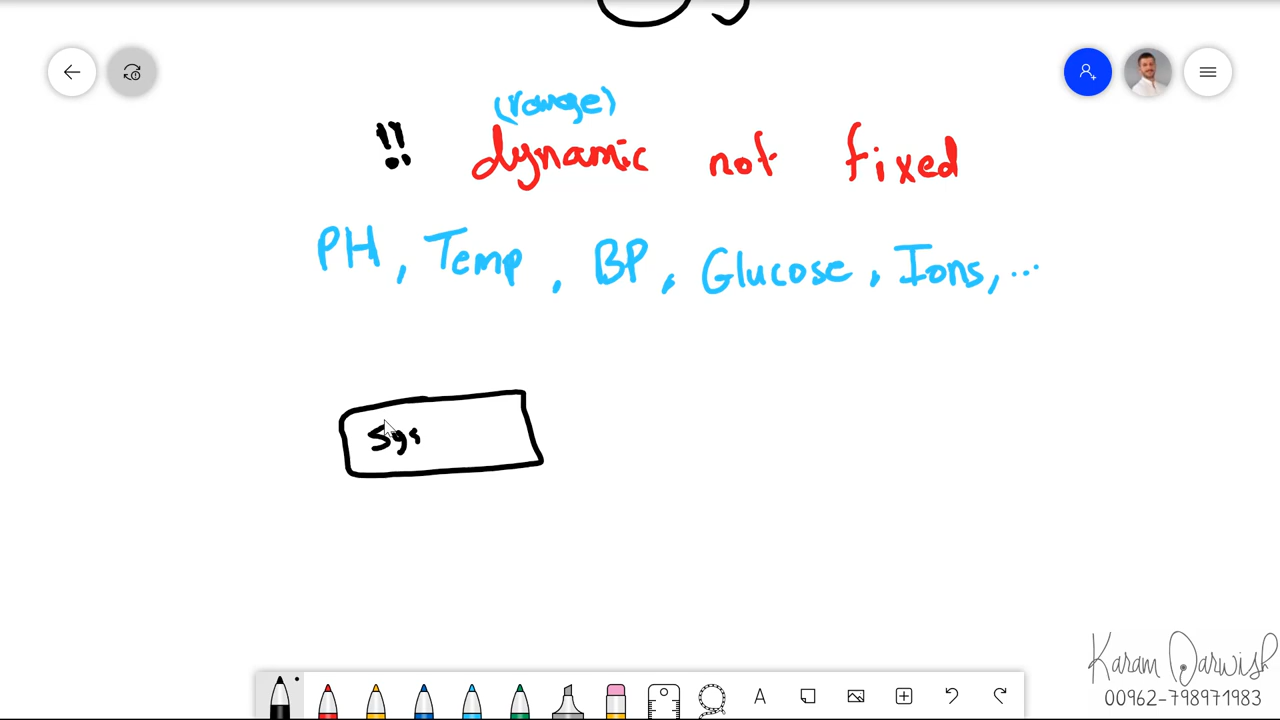 (range)
!! dynamic not fixed
PH, Temp, BP, Glucose, Ions, ...
Sys
A
Karam Darwish
00962-798971983